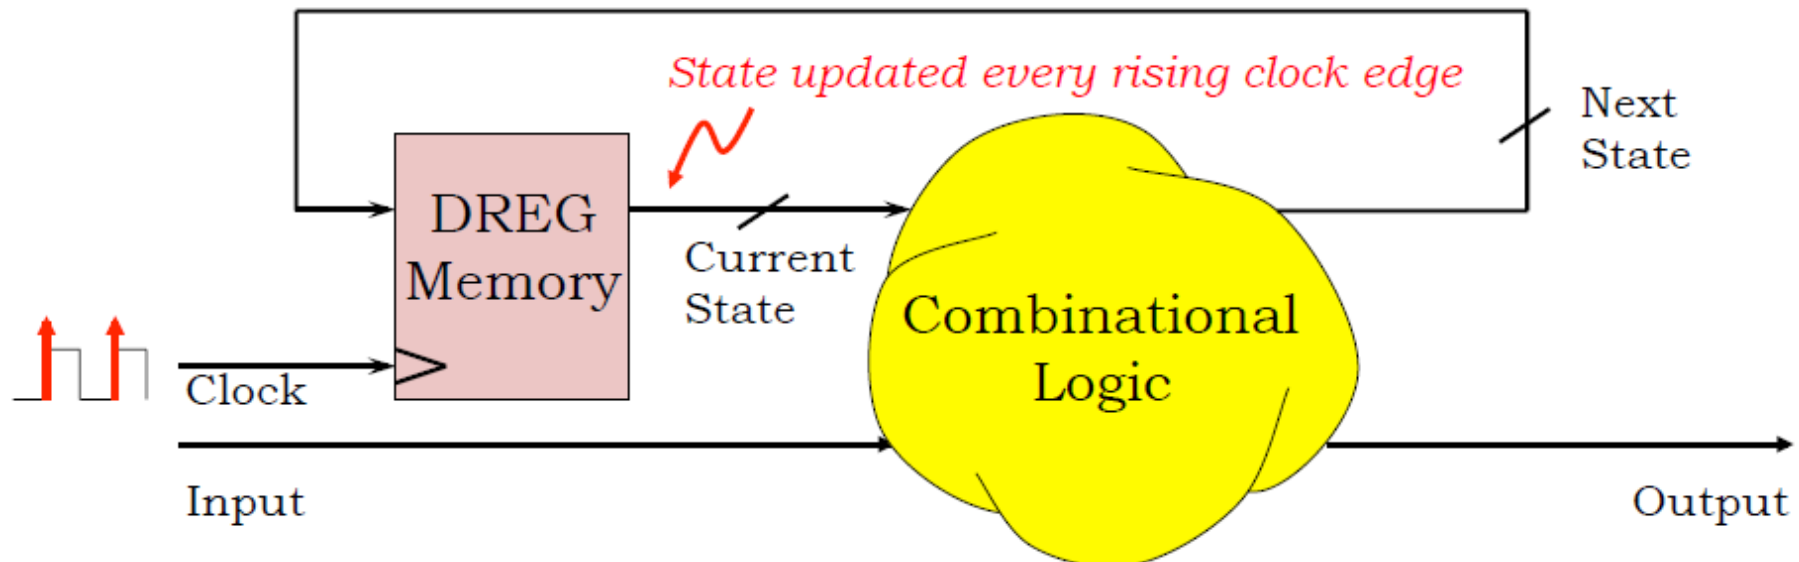 State updated every rising clock edge
Next
State
DREG
Memory
Current
State
Combinational
Logic
Clock
Input
Output